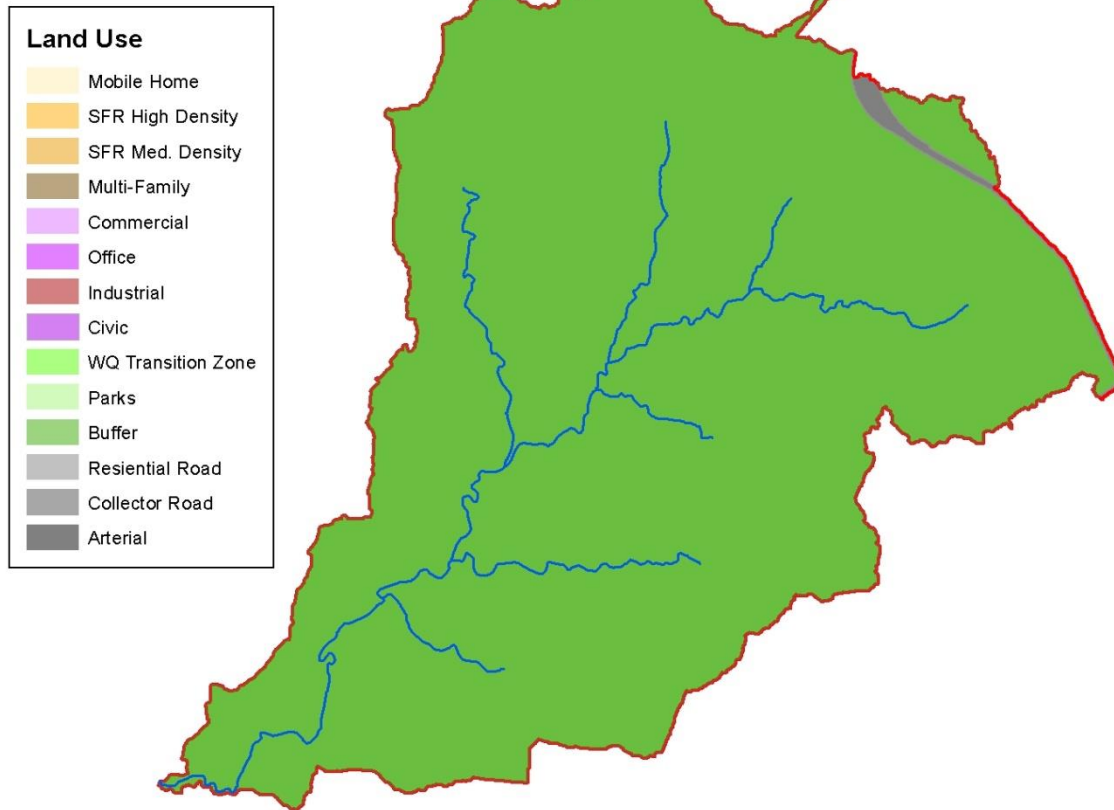 Land Use
Mobile Home
SFR High Density
SFR Med. Density
Multi-Family
Commercial
Office
Industrial
Civic
WQ Transition Zone
Parks
Buffer
Resiential Road
Collector Road
Arterial